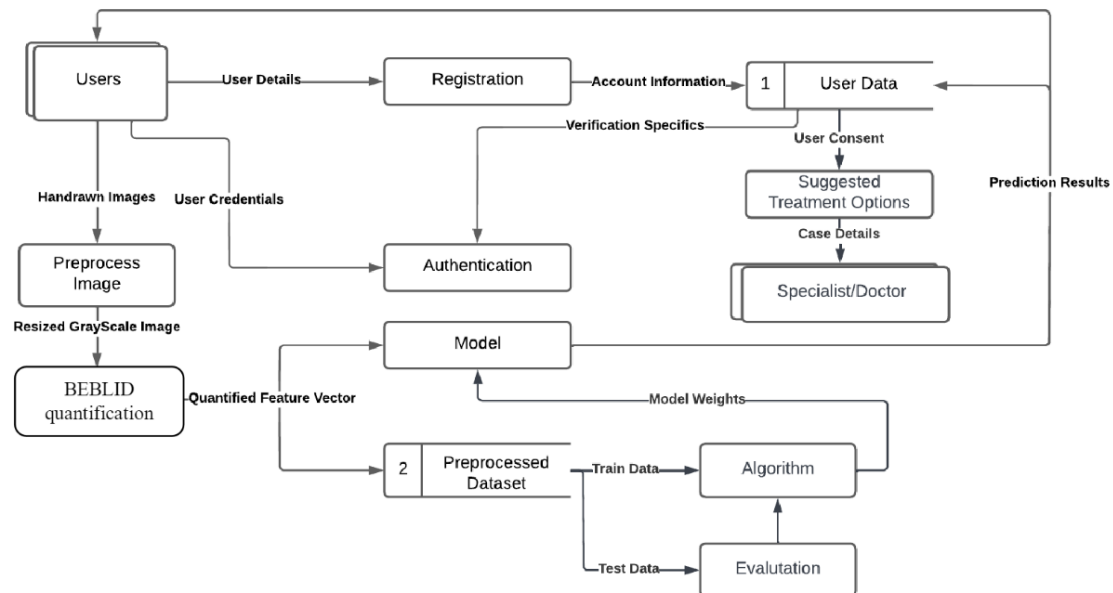 Users
User Details
Registration
Account Information
1
User Data
Verification Specifics
User Consent
Handrawn Images
User Credentials
Suggested
Treatment Options
Prediction Results
Case Details
Preprocess
Image
Authentication
Specialist/Doctor
Resized GrayScale Image
Model
BEBLID
quantification
Quantified Feature Vector
Model Weights
2
Preprocessed
Dataset
Train Data
Algorithm
Test Data
Evalutation